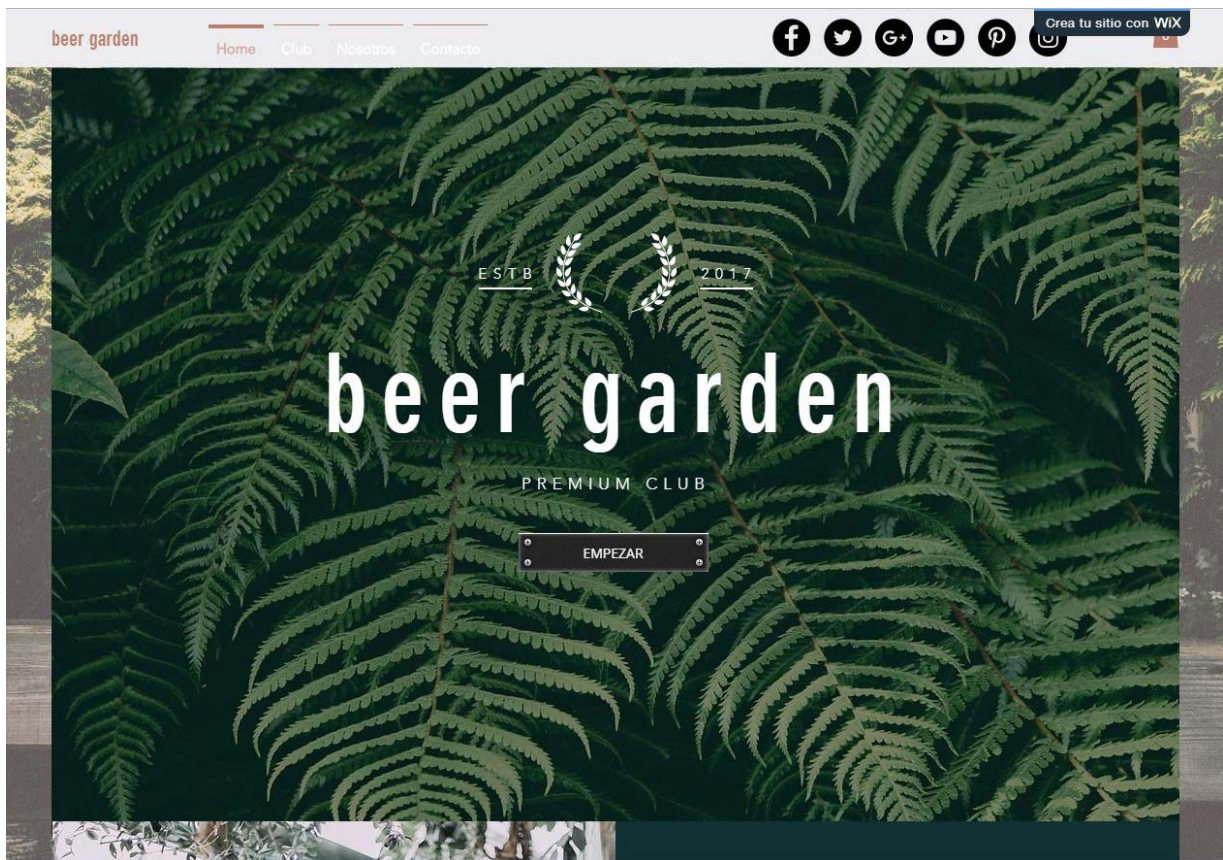 Crea tu sitio con WiX
beer garden
Home Club Nosotros Contacto
ESTB 2017
beer garden
PREMIUM CLUB
EMPEZAR